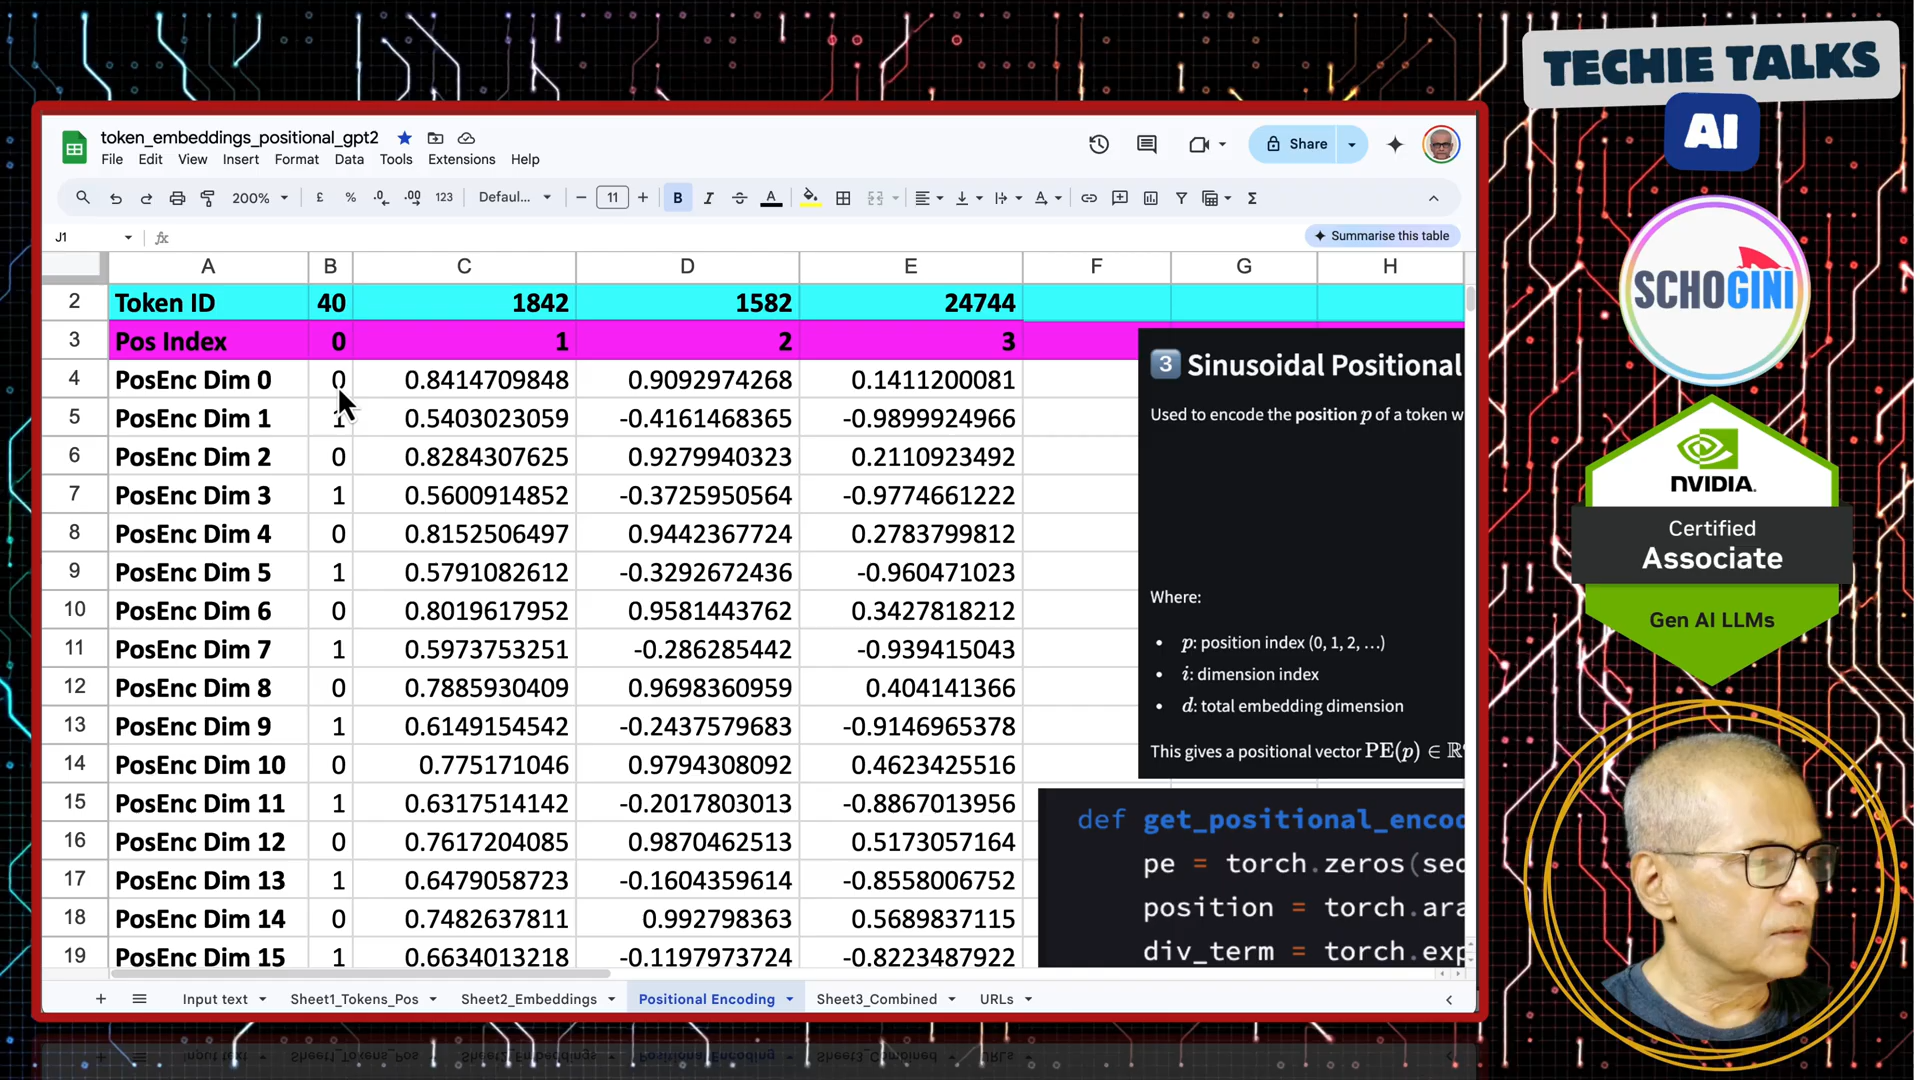 TECHIE TALKS
AI
SCHOGINI
NVIDIA.
Certified
Associate
Gen AI LLMs
token_embeddings_positional_gpt2
File Edit View Insert Format Data Tools Extensions Help
Share
200% £ % .0 .00 123 Defaul... − 11 + B I S A Σ
J1 fx
Summarise this table
A B C D E F G H
2 Token ID 40 1842 1582 24744
3 Pos Index 0 1 2 3
4 PosEnc Dim 0 0 0.8414709848 0.9092974268 0.1411200081
5 PosEnc Dim 1 1 0.5403023059 -0.4161468365 -0.9899924966
6 PosEnc Dim 2 0 0.8284307625 0.9279940323 0.2110923492
7 PosEnc Dim 3 1 0.5600914852 -0.3725950564 -0.9774661222
8 PosEnc Dim 4 0 0.8152506497 0.9442367724 0.2783799812
9 PosEnc Dim 5 1 0.5791082612 -0.3292672436 -0.960471023
10 PosEnc Dim 6 0 0.8019617952 0.9581443762 0.3427818212
11 PosEnc Dim 7 1 0.5973753251 -0.286285442 -0.939415043
12 PosEnc Dim 8 0 0.7885930409 0.9698360959 0.404141366
13 PosEnc Dim 9 1 0.6149154542 -0.2437579683 -0.9146965378
14 PosEnc Dim 10 0 0.775171046 0.9794308092 0.4623425516
15 PosEnc Dim 11 1 0.6317514142 -0.2017803013 -0.8867013956
16 PosEnc Dim 12 0 0.7617204085 0.9870462513 0.5173057164
17 PosEnc Dim 13 1 0.6479058723 -0.1604359614 -0.8558006752
18 PosEnc Dim 14 0 0.7482637811 0.992798363 0.5689837115
19 PosEnc Dim 15 1 0.6634013218 -0.1197973724 -0.8223487922
3 Sinusoidal Positional
Used to encode the position p of a token w
Where:
• p: position index (0, 1, 2, …)
• i: dimension index
• d: total embedding dimension
This gives a positional vector PE(p) ∈ ℝ
def get_positional_encod
pe = torch.zeros(seq
position = torch.ara
div_term = torch.exp
+ Input text Sheet1_Tokens_Pos Sheet2_Embeddings Positional Encoding Sheet3_Combined URLs